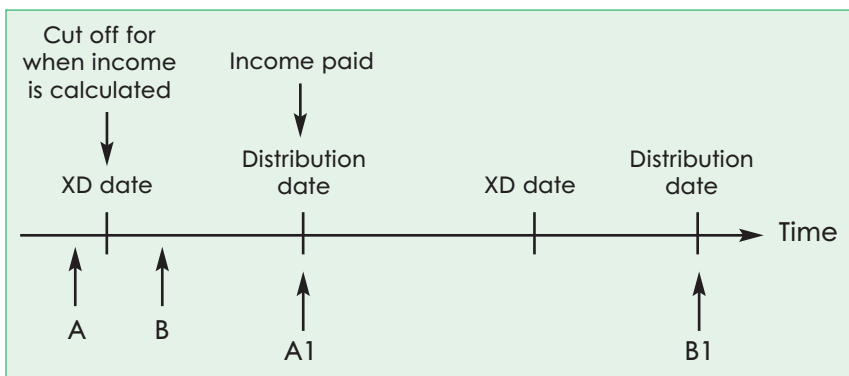 Cut off for
when income
is calculated
Income paid
XD date
Distribution
date
XD date
Distribution
date
Time
A
B
A1
B1